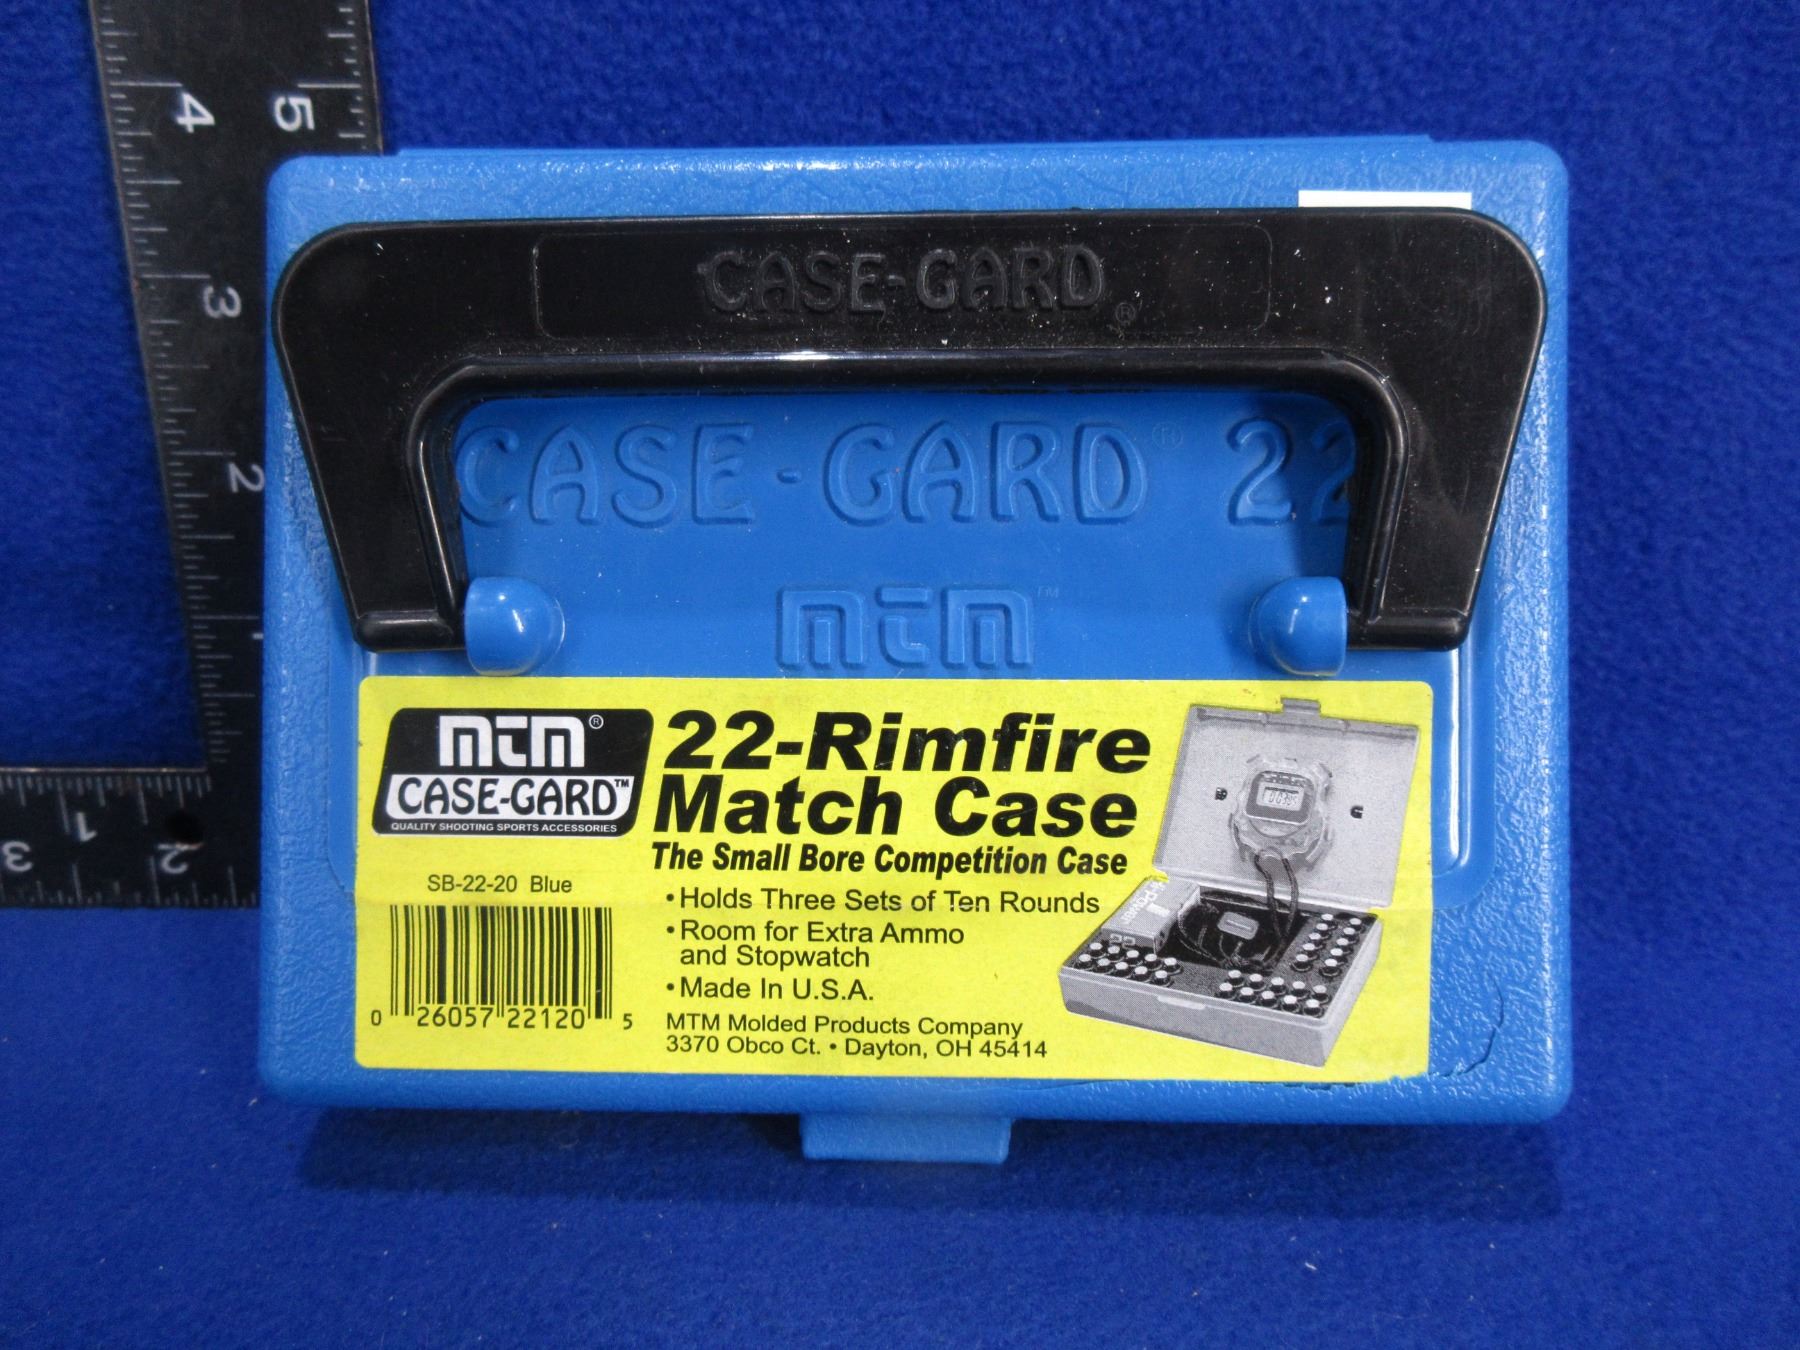 4 5
3
2
1
1 2
3
CASE-GARD®
CASE-GARD® 22
mTm™
mTm®
CASE-GARD™
QUALITY SHOOTING SPORTS ACCESSORIES
22-Rimfire
Match Case
The Small Bore Competition Case
SB-22-20 Blue
•Holds Three Sets of Ten Rounds
•Room for Extra Ammo
and Stopwatch
•Made In U.S.A.
0 26057 22120 5
MTM Molded Products Company
3370 Obco Ct. • Dayton, OH 45414